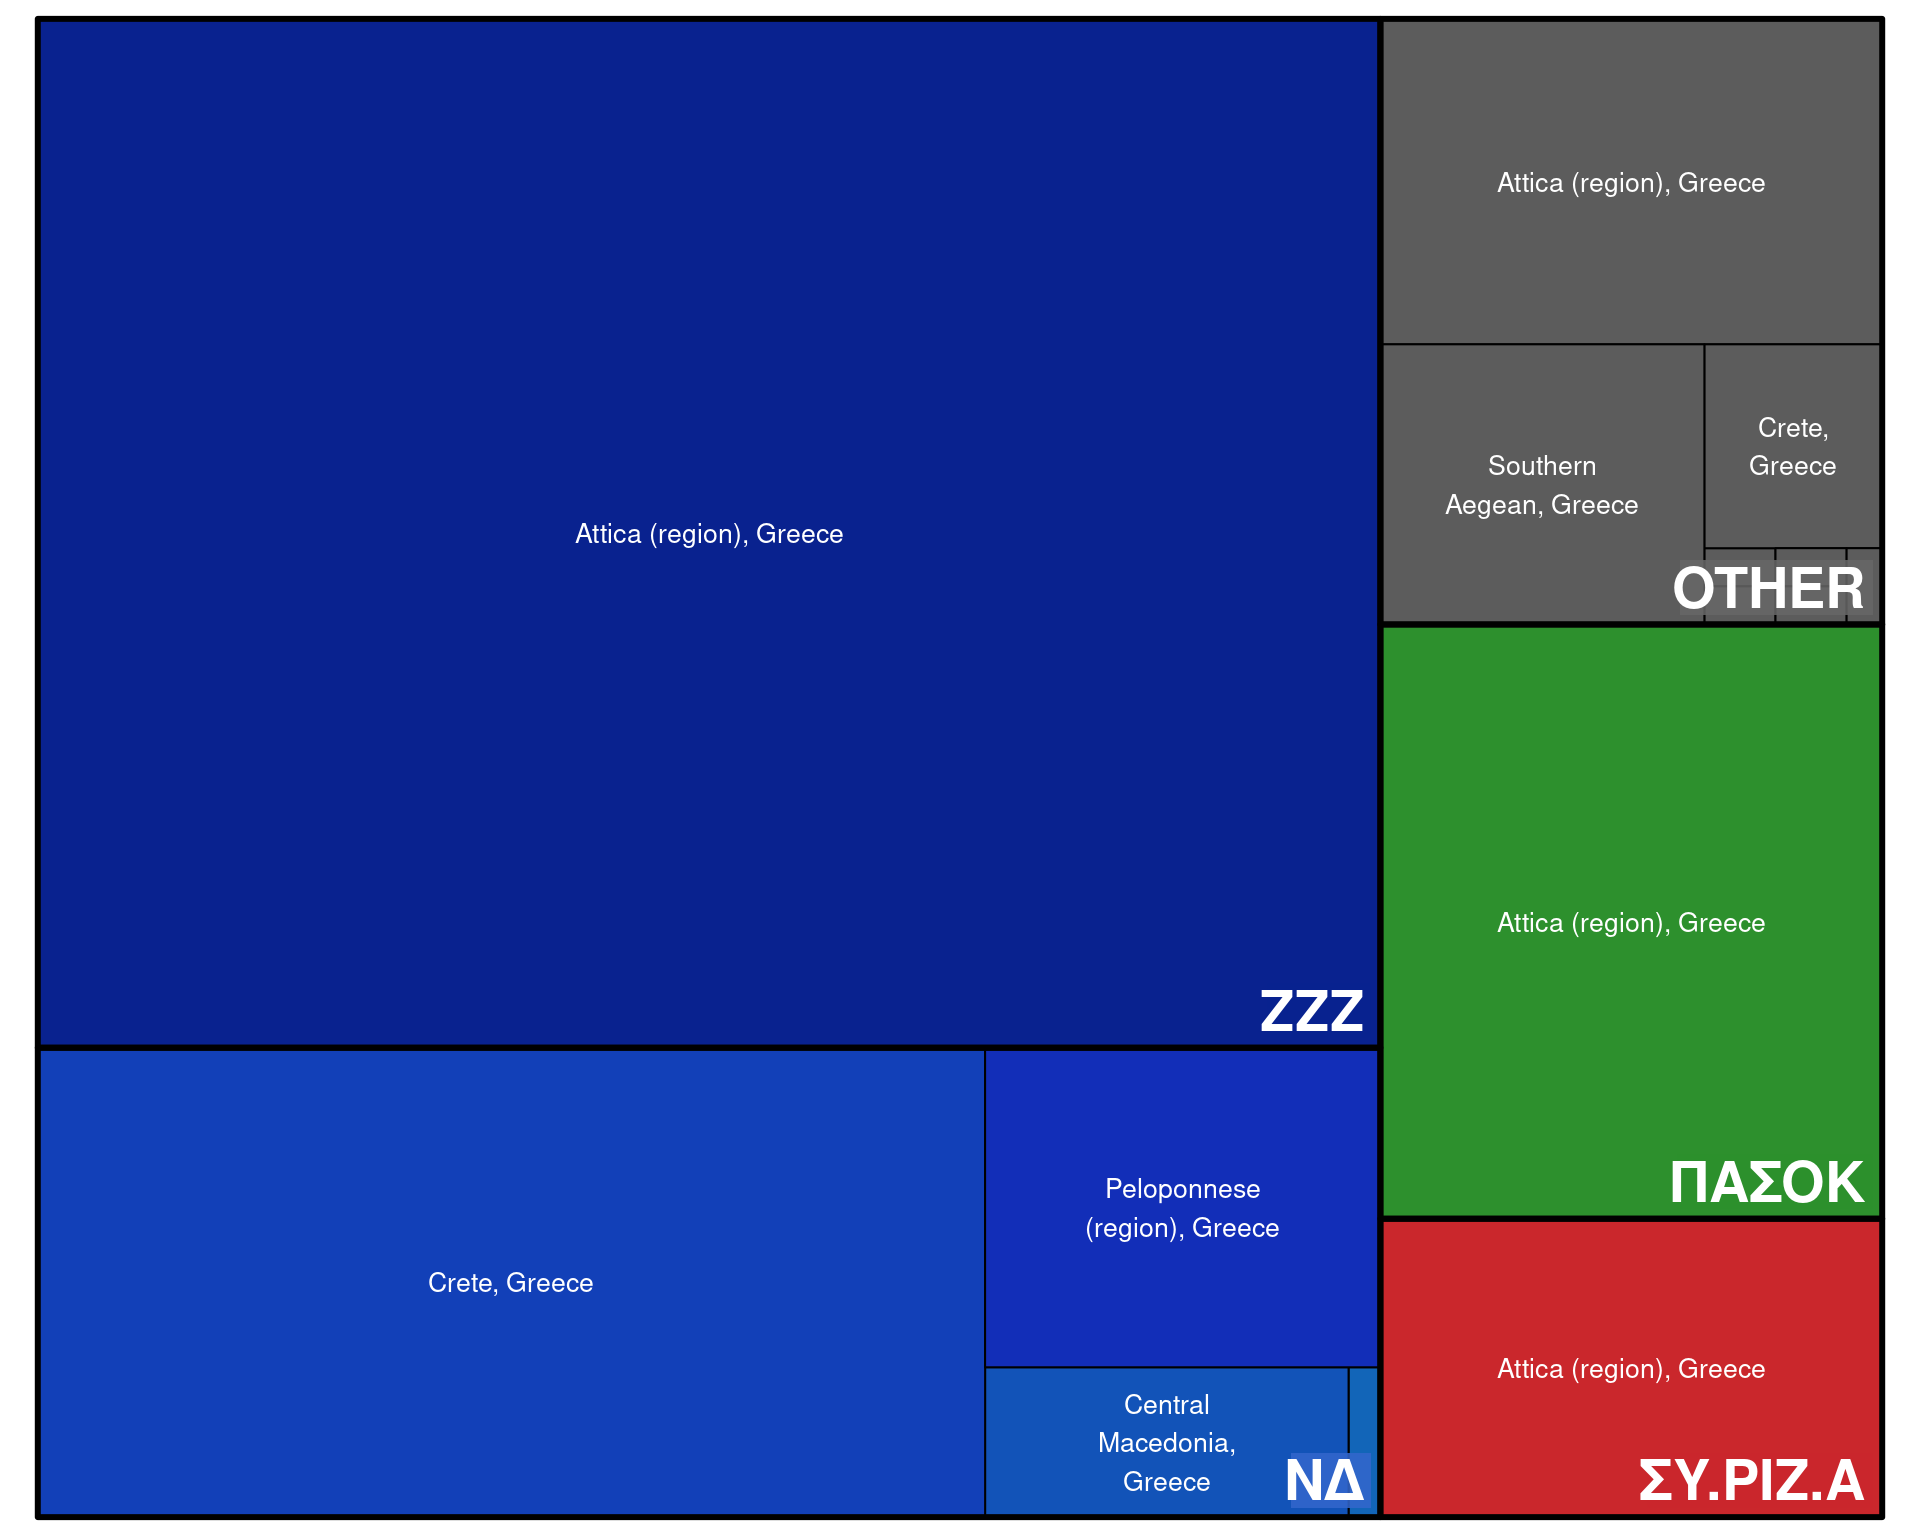 Attica (region), Greece
ZZZ
Crete, Greece
Peloponnese
(region), Greece
Central
Macedonia,
Greece
ΝΔ
Attica (region), Greece
Southern
Aegean, Greece
Crete,
Greece
OTHER
Attica (region), Greece
ΠΑΣΟΚ
Attica (region), Greece
ΣΥ.ΡΙΖ.Α